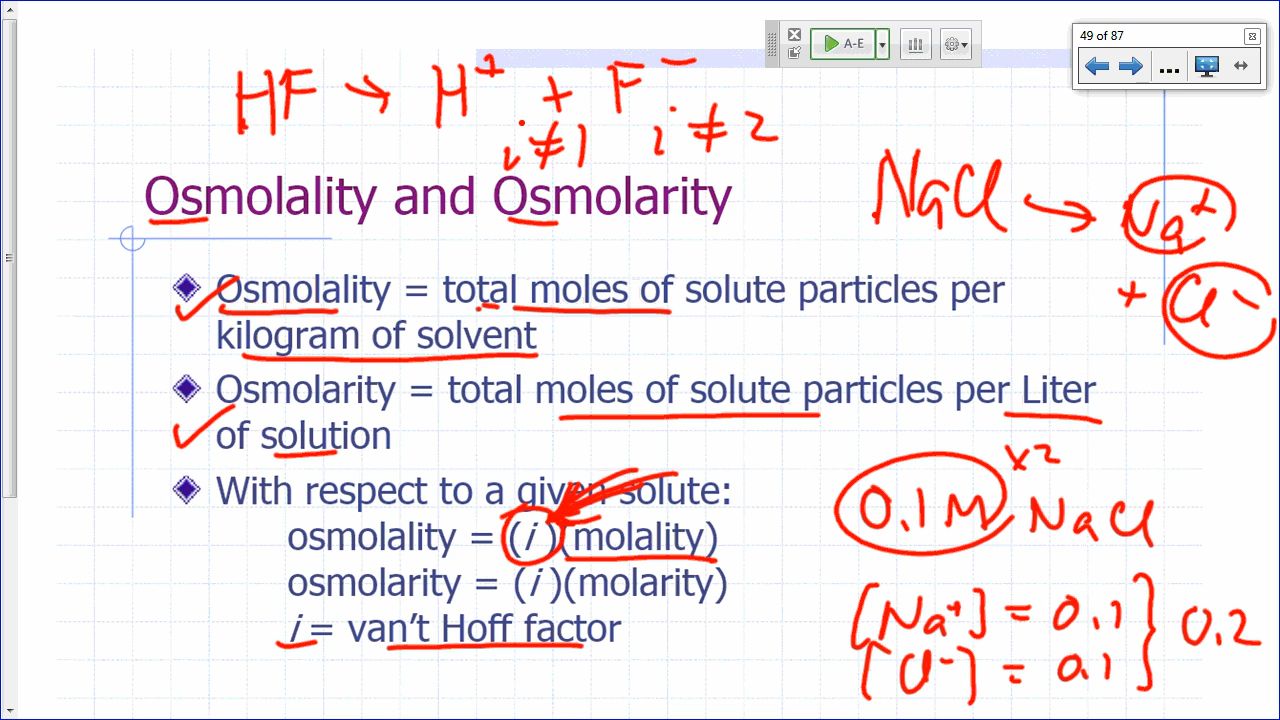 49 of 87
A-E
HF → H⁺ + F⁻
i ≠ 1 i ≠ 2
Osmolality and Osmolarity
NaCl → Na⁺
+ Cl⁻
Osmolality = total moles of solute particles per
kilogram of solvent
Osmolarity = total moles of solute particles per Liter
of solution
With respect to a given solute:
osmolality = (i )(molality)
osmolarity = (i )(molarity)
i = van’t Hoff factor
x2
0.1M NaCl
[Na⁺] = 0.1 } 0.2
[Cl⁻] = 0.1